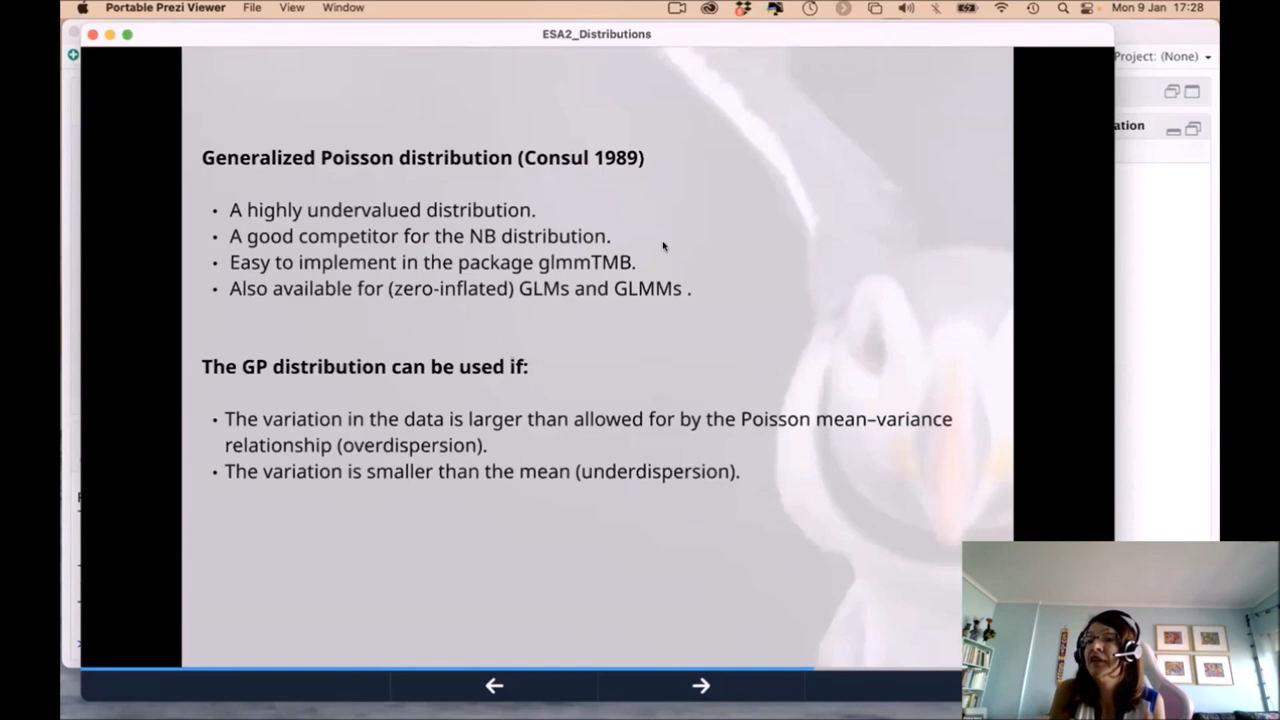 Portable Prezi Viewer File View Window Mon 9 Jan 17:28
ESA2_Distributions
Project: (None)
ation
Generalized Poisson distribution (Consul 1989)
• A highly undervalued distribution.
• A good competitor for the NB distribution.
• Easy to implement in the package glmmTMB.
• Also available for (zero-inflated) GLMs and GLMMs .
The GP distribution can be used if:
• The variation in the data is larger than allowed for by the Poisson mean–variance
relationship (overdispersion).
• The variation is smaller than the mean (underdispersion).